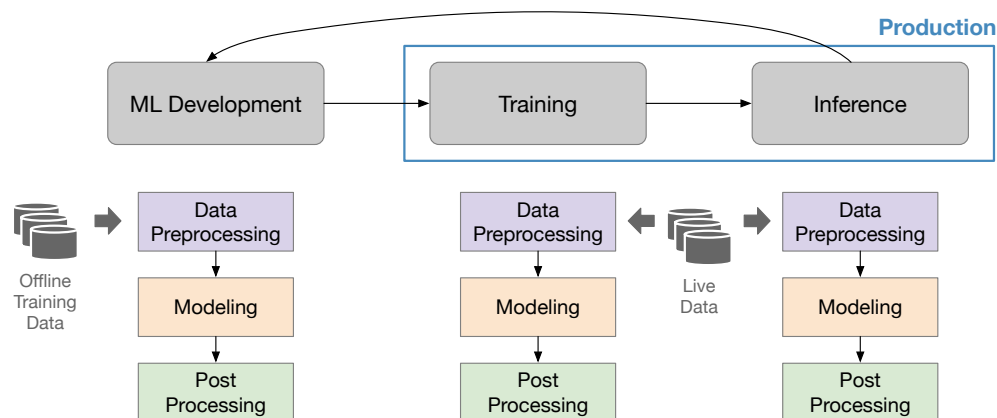 Production
ML Development
Training
Inference
Data
Preprocessing
Data
Preprocessing
Data
Preprocessing
Offline
Training
Data
Modeling
Modeling
Live
Data
Modeling
Post
Processing
Post
Processing
Post
Processing